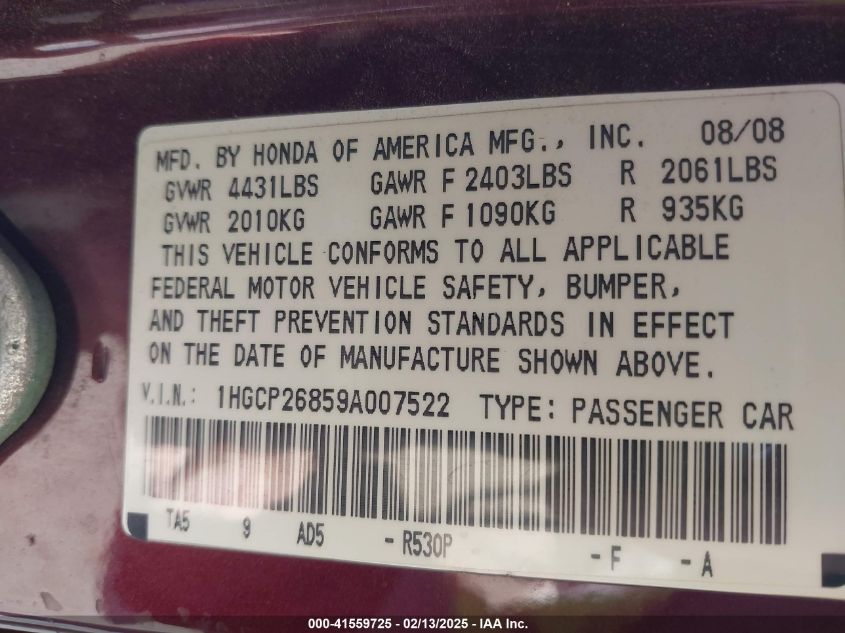 MFD. BY HONDA OF AMERICA MFG., INC. 08/08
GVWR 4431LBS GAWR F 2403LBS R 2061LBS
GVWR 2010KG GAWR F 1090KG R 935KG
THIS VEHICLE CONFORMS TO ALL APPLICABLE
FEDERAL MOTOR VEHICLE SAFETY, BUMPER,
AND THEFT PREVENTION STANDARDS IN EFFECT
ON THE DATE OF MANUFACTURE SHOWN ABOVE.
V.I.N.: 1HGCP26859A007522 TYPE: PASSENGER CAR
TA5 9 AD5 - R530P - F - A
000-41559725 - 02/13/2025 - IAA Inc.